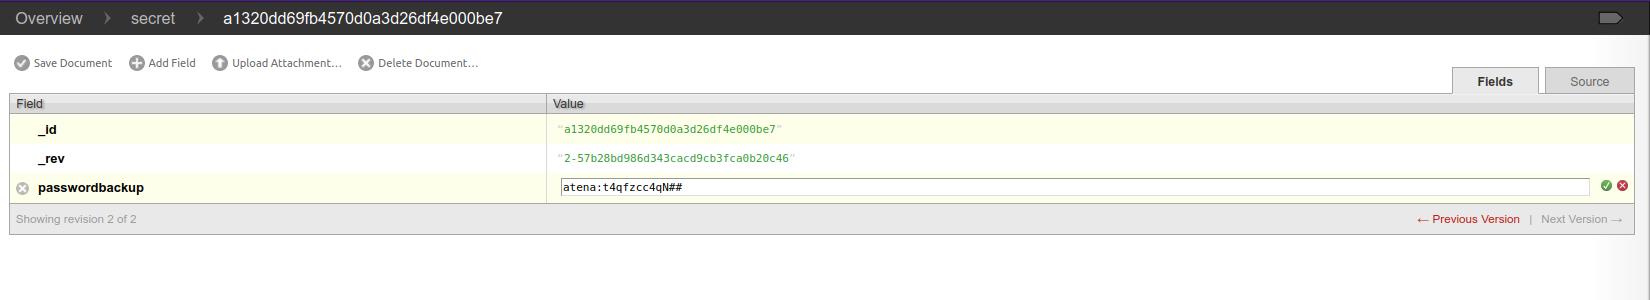 Overview secret a1320dd69fb4570d0a3d26df4e000be7
Save Document Add Field Upload Attachment... Delete Document...
Fields Source
Field Value
_id "a1320dd69fb4570d0a3d26df4e000be7"
_rev "2-57b28bd986d343cacd9cb3fca0b20c46"
passwordbackup atena:t4qfzcc4qN##
Showing revision 2 of 2 ← Previous Version | Next Version →